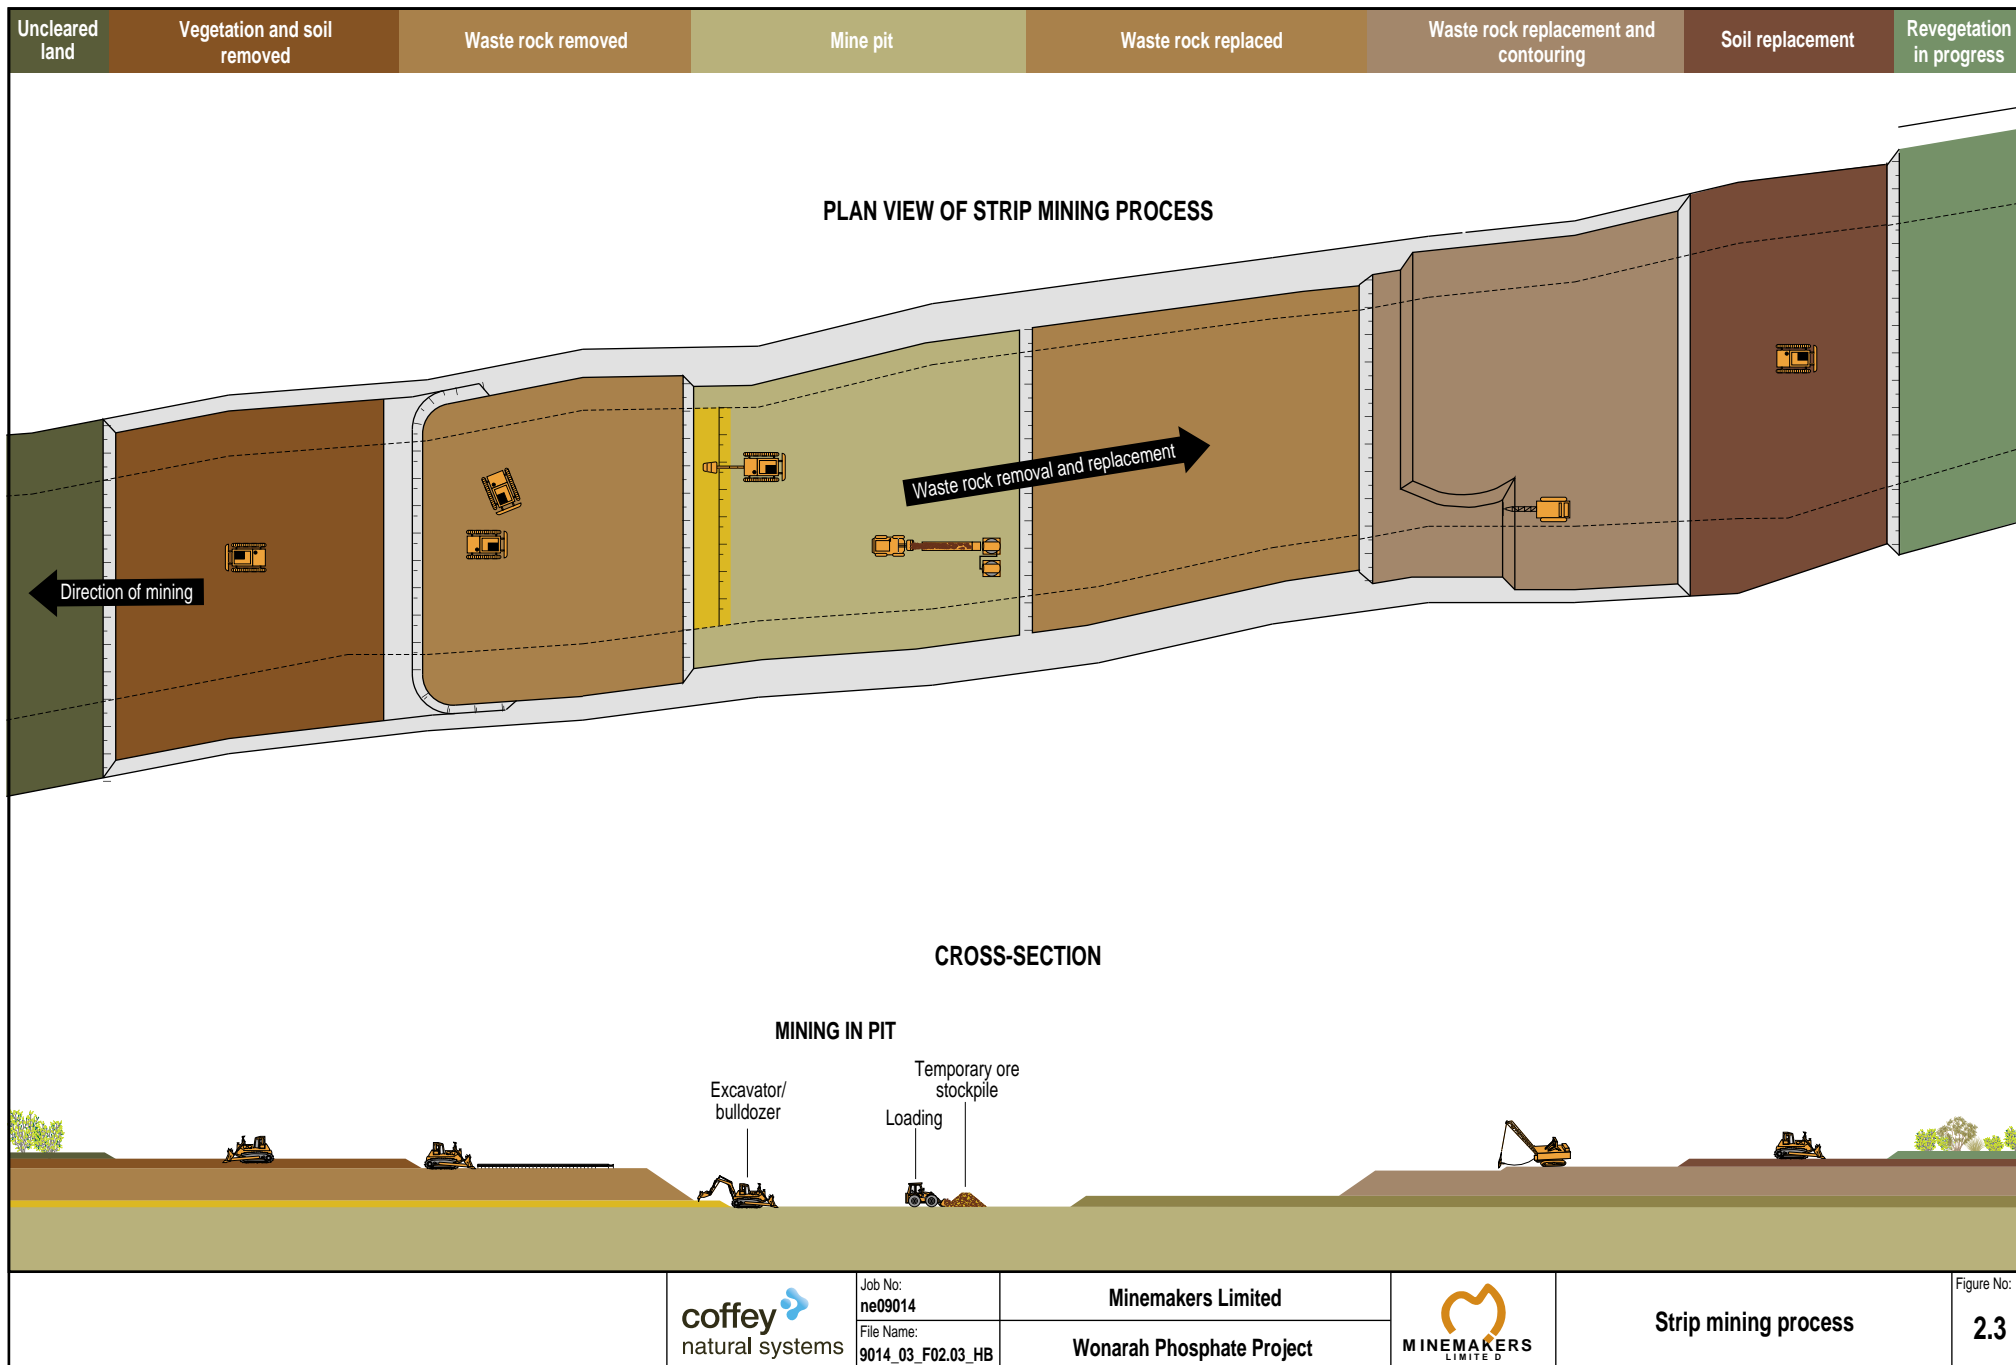 Uncleared
land
Vegetation and soil
removed
Waste rock removed
Mine pit
Waste rock replaced
Waste rock replacement and
contouring
Soil replacement
Revegetation
in progress
PLAN VIEW OF STRIP MINING PROCESS
Waste rock removal and replacement
Direction of mining
CROSS-SECTION
MINING IN PIT
Excavator/
bulldozer
Loading
Temporary ore
stockpile
coffey
natural systems
Job No:
ne09014
File Name:
9014_03_F02.03_HB
Minemakers Limited
Wonarah Phosphate Project
MINEMAKERS
LIMITED
Strip mining process
Figure No:
2.3